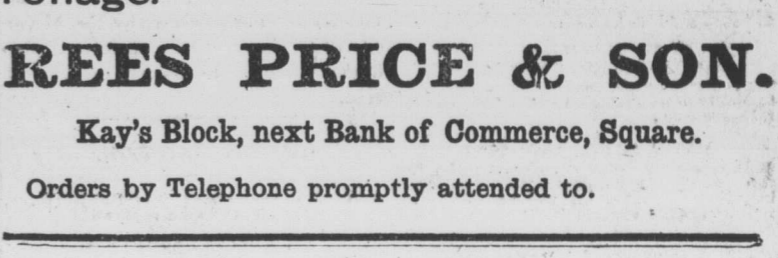 REES PRICE & SON.
Kay's Block, next Bank of Commerce, Square.
Orders by Telephone promptly attended to.